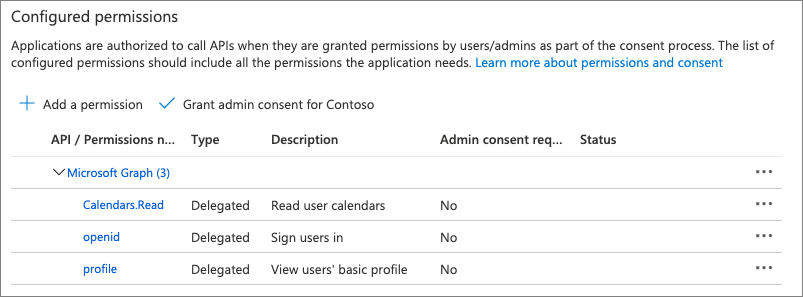 Configured permissions
Applications are authorized to call APIs when they are granted permissions by users/admins as part of the consent process. The list of
configured permissions should include all the permissions the application needs. Learn more about permissions and consent
Add a permission Grant admin consent for Contoso
API / Permissions n... Type Description Admin consent req... Status
Microsoft Graph (3) ...
Calendars.Read Delegated Read user calendars No ...
openid Delegated Sign users in No ...
profile Delegated View users' basic profile No ...